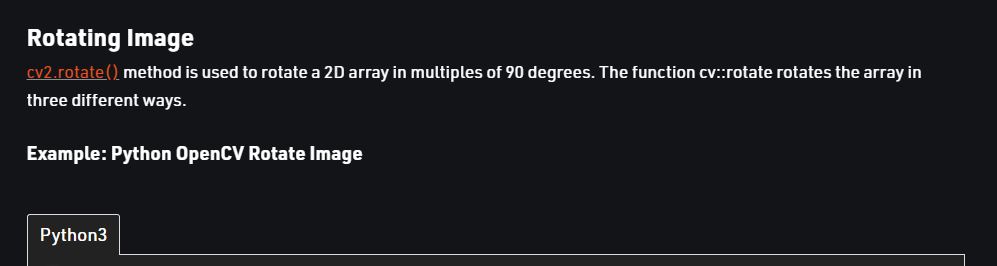 Rotating Image
cv2.rotate() method is used to rotate a 2D array in multiples of 90 degrees. The function cv::rotate rotates the array in
three different ways.
Example: Python OpenCV Rotate Image
Python3